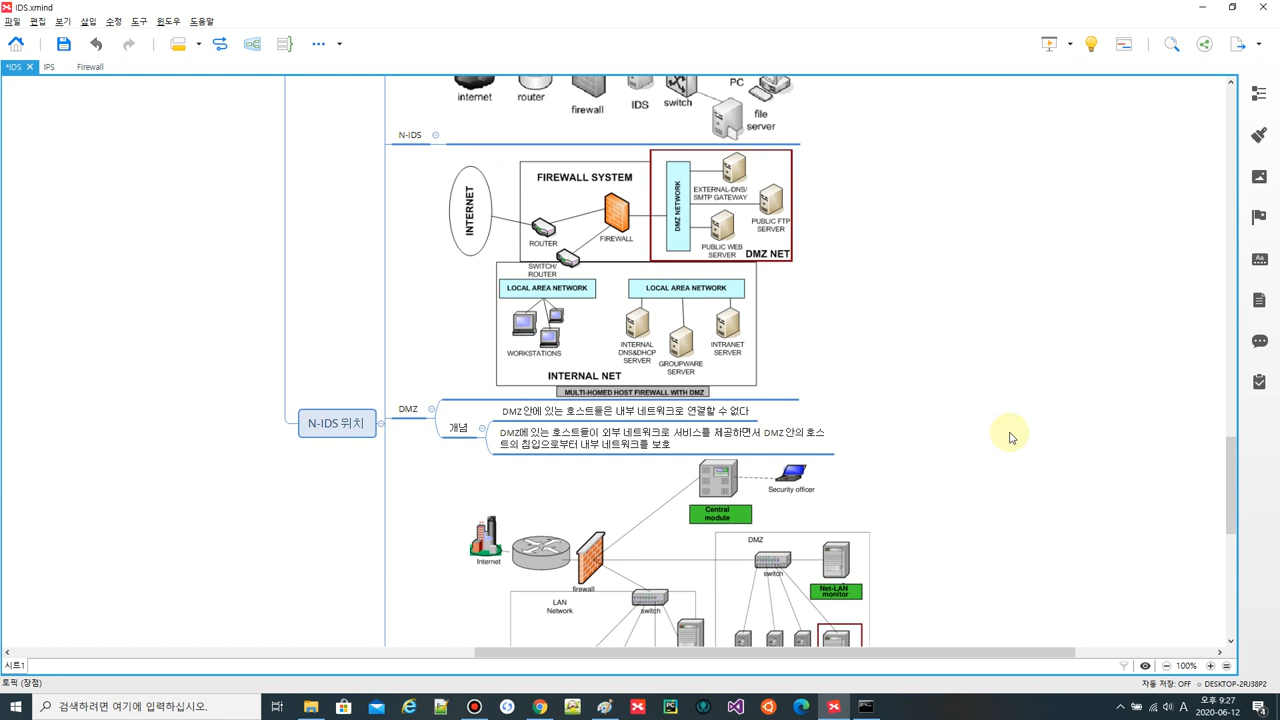 IDS.xmind
파일 편집 보기 삽입 수정 도구 윈도우 도움말
*IDS IPS Firewall
internet router firewall IDS switch PC file server
N-IDS
INTERNET
FIREWALL SYSTEM
ROUTER
FIREWALL
SWITCH/
ROUTER
DMZ NETWORK
EXTERNAL-DNS/
SMTP GATEWAY
PUBLIC FTP
SERVER
PUBLIC WEB
SERVER
DMZ NET
LOCAL AREA NETWORK
LOCAL AREA NETWORK
WORKSTATIONS
INTERNAL
DNS&DHCP
SERVER
GROUPWARE
SERVER
INTRANET
SERVER
INTERNAL NET
MULTI-HOMED HOST FIREWALL WITH DMZ
N-IDS 위치
DMZ
개념
DMZ안에 있는 호스트들은 내부 네트워크로 연결할 수 없다
DMZ에 있는 호스트들이 외부 네트워크로 서비스를 제공하면서 DMZ 안의 호스
트의 침입으로부터 내부 네트워크를 보호
Security officer
Central
module
Internet
firewall
DMZ
switch
Net-LAN
monitor
LAN
Network
switch
시트1
100%
토픽 (장점)
자동 저장: OFF
DESKTOP-2RJ38P2
검색하려면 여기에 입력하십시오.
오후 9:27
2020-06-12
A
4